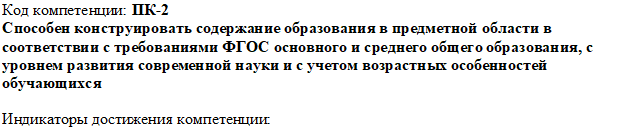 Код компетенции: ПК-2
Способен конструировать содержание образования в предметной области в
соответствии с требованиями ФГОС основного и среднего общего образования, с
уровнем развития современной науки и с учетом возрастных особенностей
обучающихся
Индикаторы достижения компетенции: